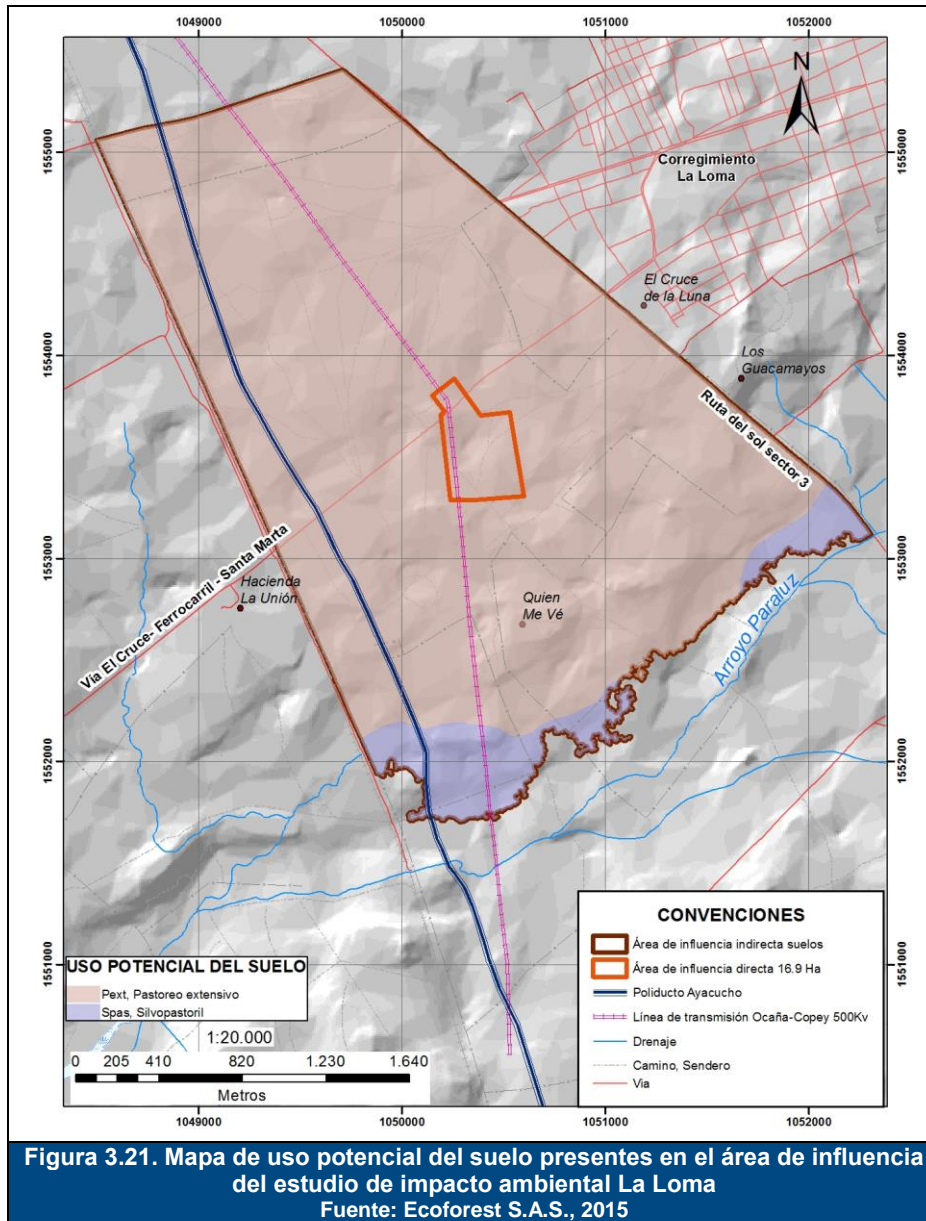 1049000
1050000
1051000
1052000
N
1555000
1555000
Corregimiento
La Loma
El Cruce
de la Luna
1554000
1554000
Los
Guacamayos
Ruta del sol sector 3
1553000
1553000
Hacienda
La Unión
Vía El Cruce- Ferrocarril - Santa Marta
Quien
Me Vé
Arroyo Paraluz
1552000
1552000
1551000
1551000
USO POTENCIAL DEL SUELO
Pext, Pastoreo extensivo
Spas, Silvopastoril
1:20.000
0 205 410 820 1.230 1.640
Metros
CONVENCIONES
Área de influencia indirecta suelos
Área de influencia directa 16.9 Ha
Poliducto Ayacucho
Línea de transmisión Ocaña-Copey 500Kv
Drenaje
Camino, Sendero
Via
1049000
1050000
1051000
1052000
Figura 3.21. Mapa de uso potencial del suelo presentes en el área de influencia
del estudio de impacto ambiental La Loma
Fuente: Ecoforest S.A.S., 2015